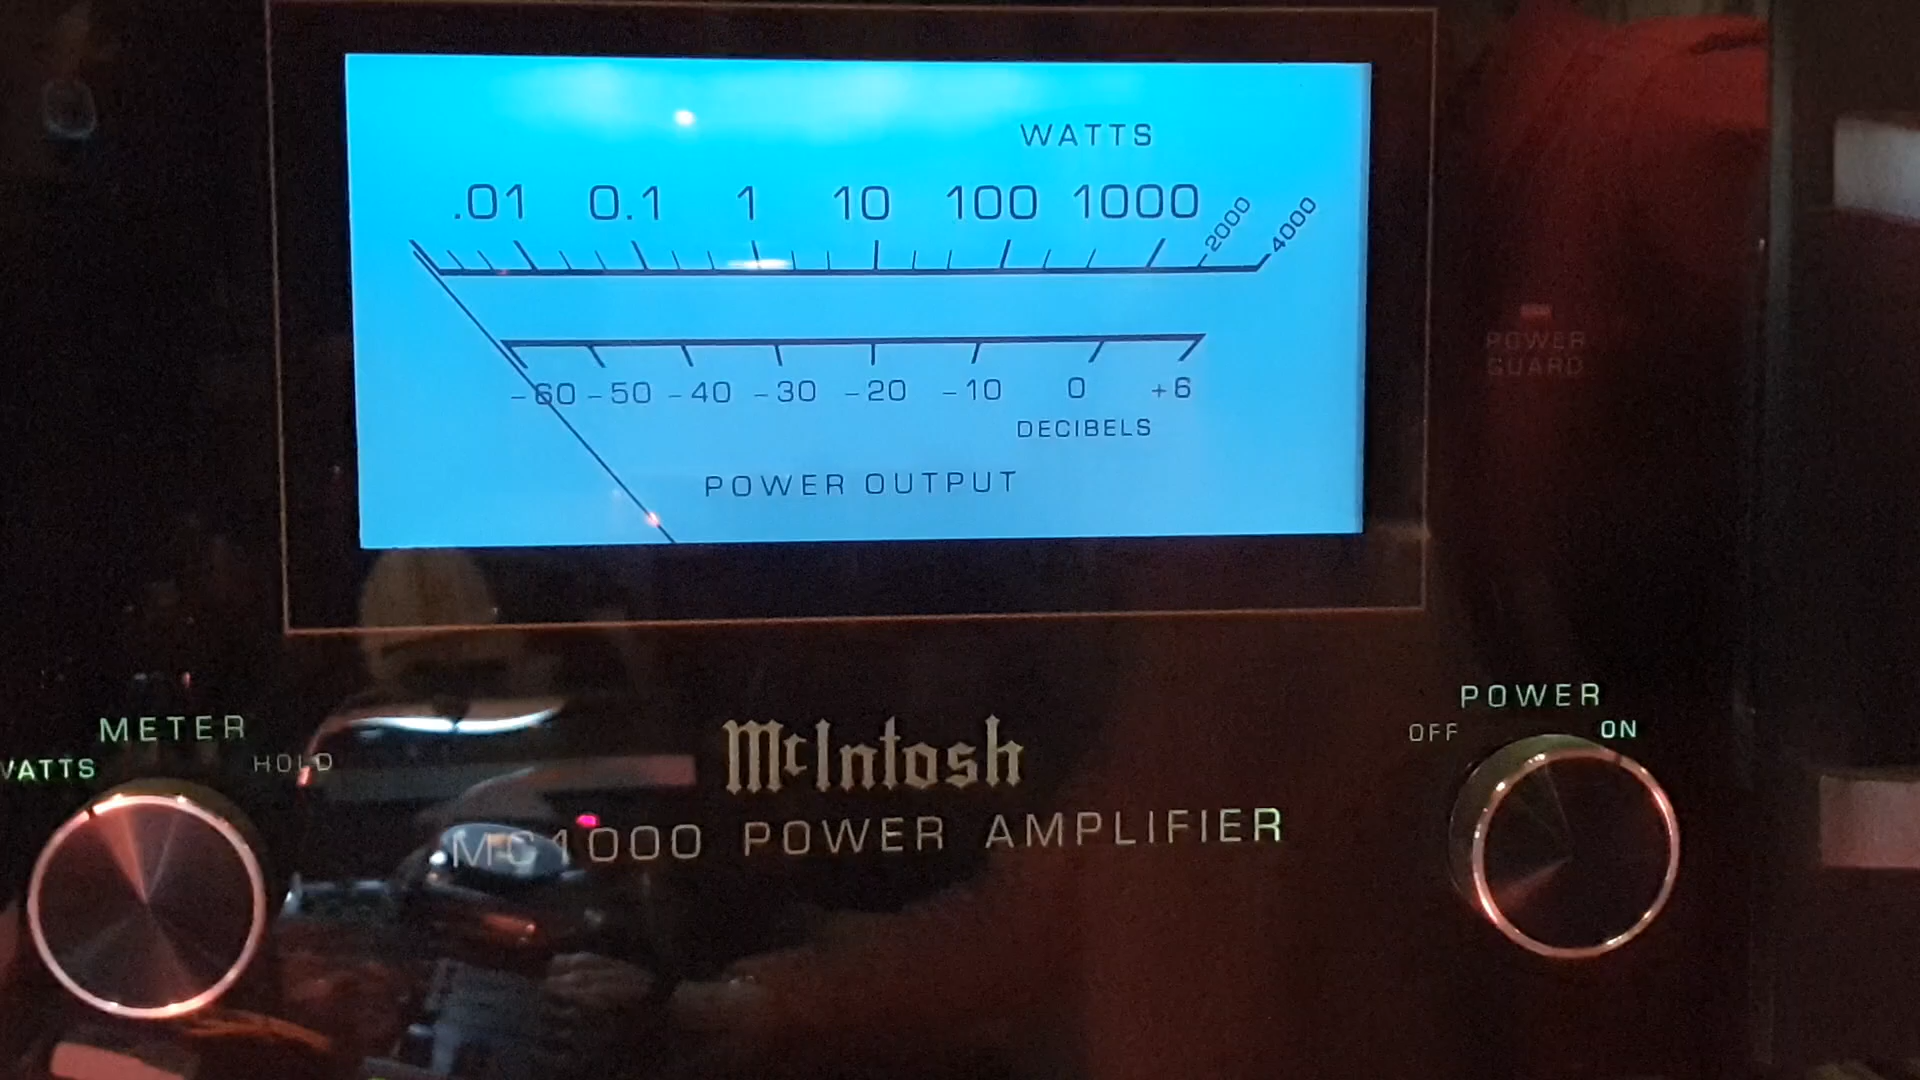 WATTS
.01 0.1 1 10 100 1000 2000 4000
-60 -50 -40 -30 -20 -10 0 +6
DECIBELS
POWER OUTPUT
POWER
GUARD
METER
WATTS HOLD
POWER
OFF ON
McIntosh
MC1000 POWER AMPLIFIER